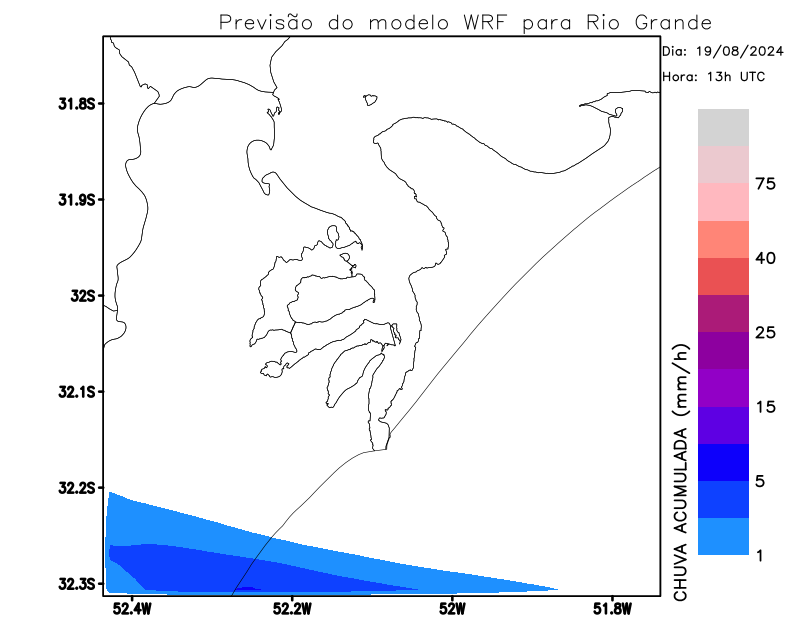 Previsão do modelo WRF para Rio Grande
Dia: 19/08/2024
Hora: 13h UTC
31.8S
31.9S
32S
32.1S
32.2S
32.3S
52.4W
52.2W
52W
51.8W
75
40
25
15
5
1
CHUVA ACUMULADA (mm/h)